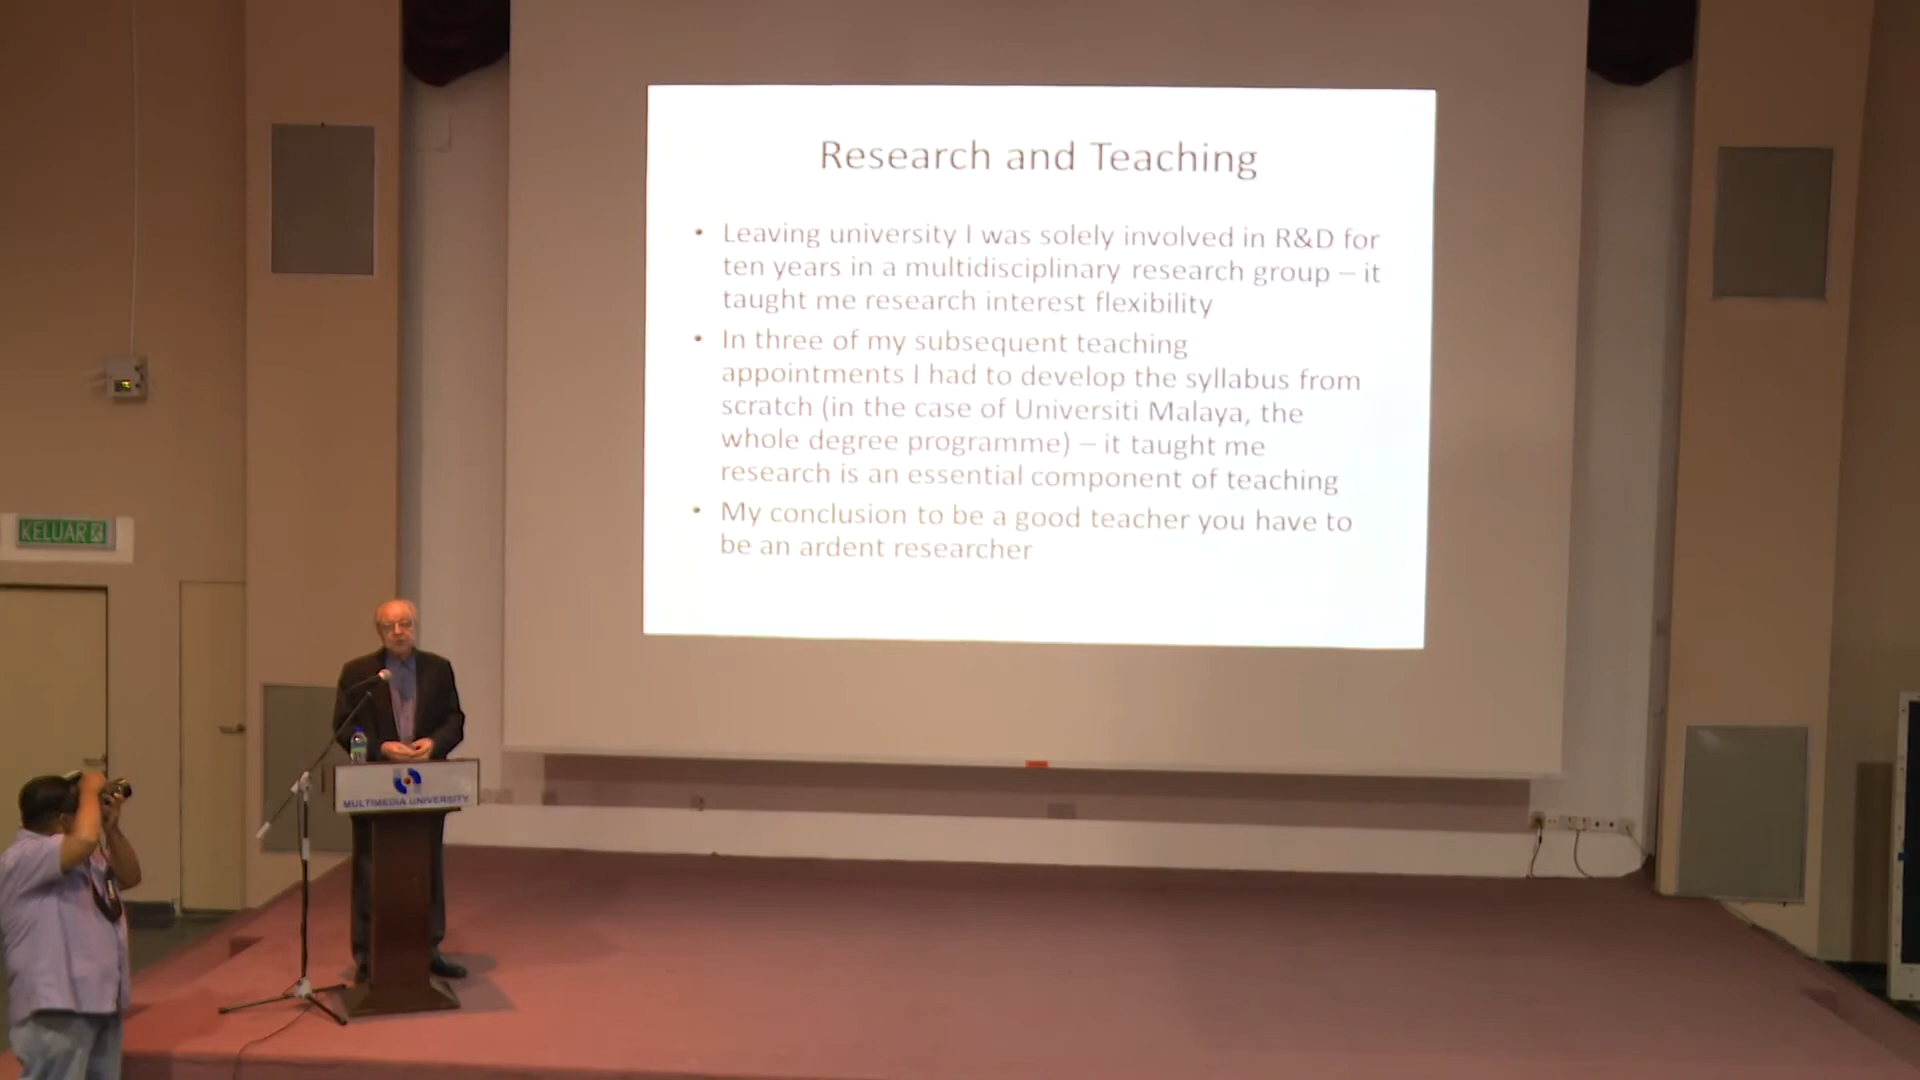 Research and Teaching
• Leaving university I was solely involved in R&D for
ten years in a multidisciplinary research group – it
taught me research interest flexibility
• In three of my subsequent teaching
appointments I had to develop the syllabus from
scratch (in the case of Universiti Malaya, the
whole degree programme) – it taught me
research is an essential component of teaching
• My conclusion to be a good teacher you have to
be an ardent researcher
KELUAR
MULTIMEDIA UNIVERSITY